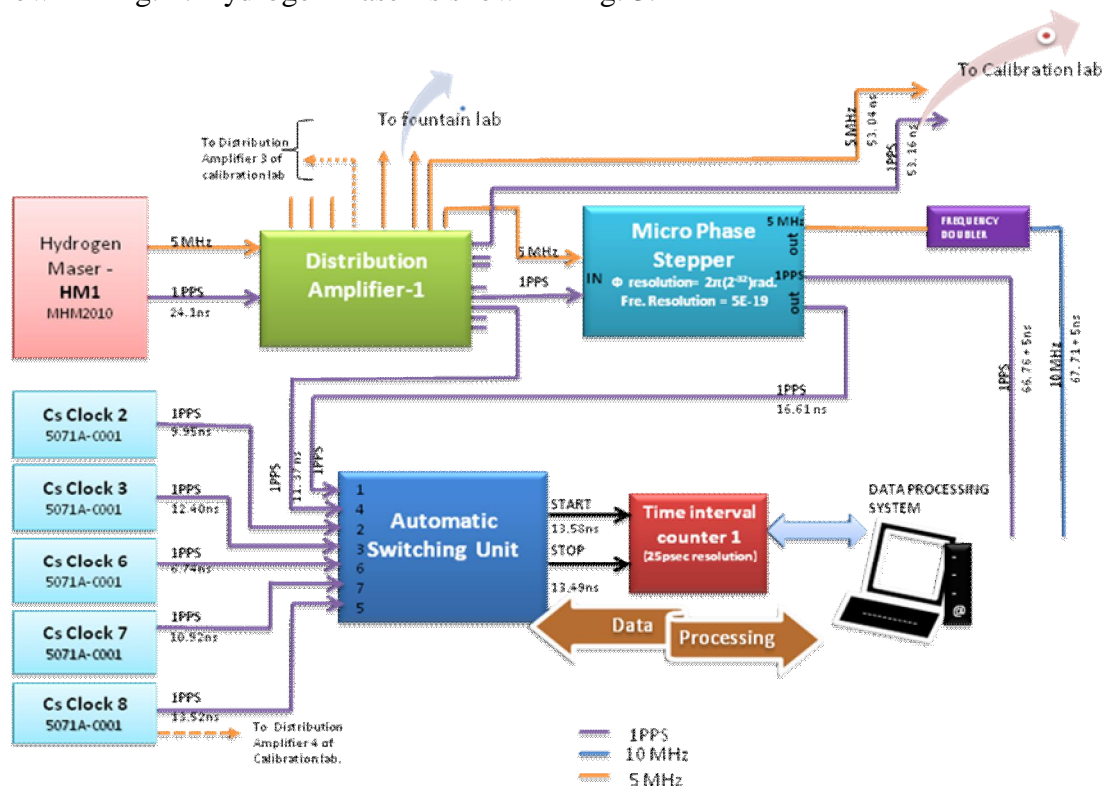 To Calibration lab
To fountain lab
To Distribution
Amplifier 3 of
calibration lab
5 MHz
53.04 ns
1PPS
53.16 ns
Hydrogen
Maser -
HM1
MHM2010
5 MHz
1PPS
24.1ns
Distribution
Amplifier-1
5 MHz
1PPS
Micro Phase
Stepper
IN
Φ resolution= 2π(2⁻³²)rad.
Fre. Resolution = 5E-19
5 MHz
out
1PPS
out
FREQUENCY
DOUBLER
1PPS
66.76 + 5ns
10 MHz
67.71 + 5ns
1PPS
16.61 ns
1PPS
11.37 ns
1PPS
Cs Clock 2
5071A-C001
1PPS
9.95ns
Cs Clock 3
5071A-C001
1PPS
12.40ns
Cs Clock 6
5071A-C001
1PPS
6.74ns
Cs Clock 7
5071A-C001
1PPS
10.92ns
Cs Clock 8
5071A-C001
1PPS
13.52ns
To Distribution
Amplifier 4 of
Calibration lab.
1
4
2
3
6
7
5
Automatic
Switching Unit
START
13.58ns
STOP
13.49ns
Time interval
counter 1
(25psec resolution)
DATA PROCESSING
SYSTEM
@
Data
Processing
1PPS
10 MHz
5 MHz